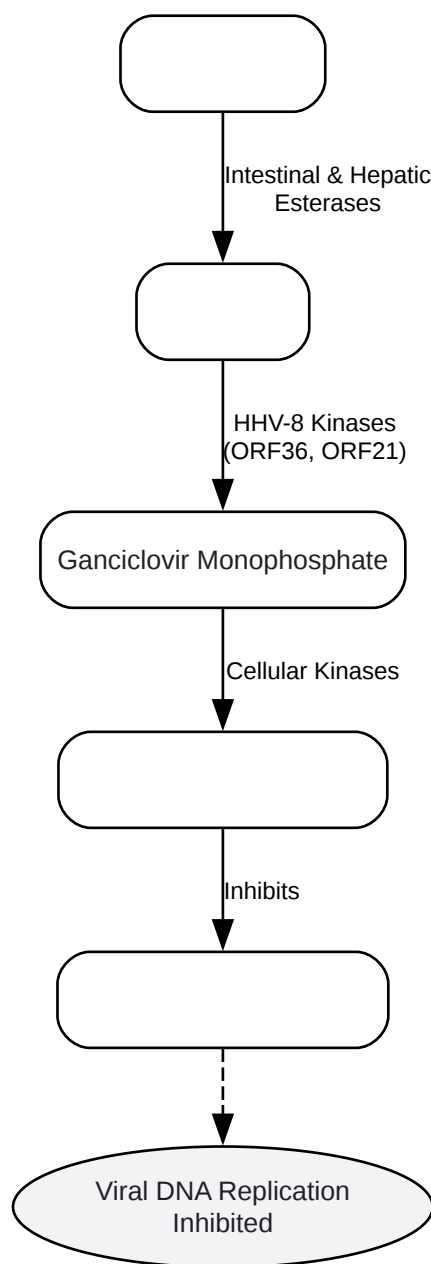 Intestinal & Hepatic
Esterases
HHV-8 Kinases
(ORF36, ORF21)
Ganciclovir Monophosphate
Cellular Kinases
Inhibits
Viral DNA Replication
Inhibited